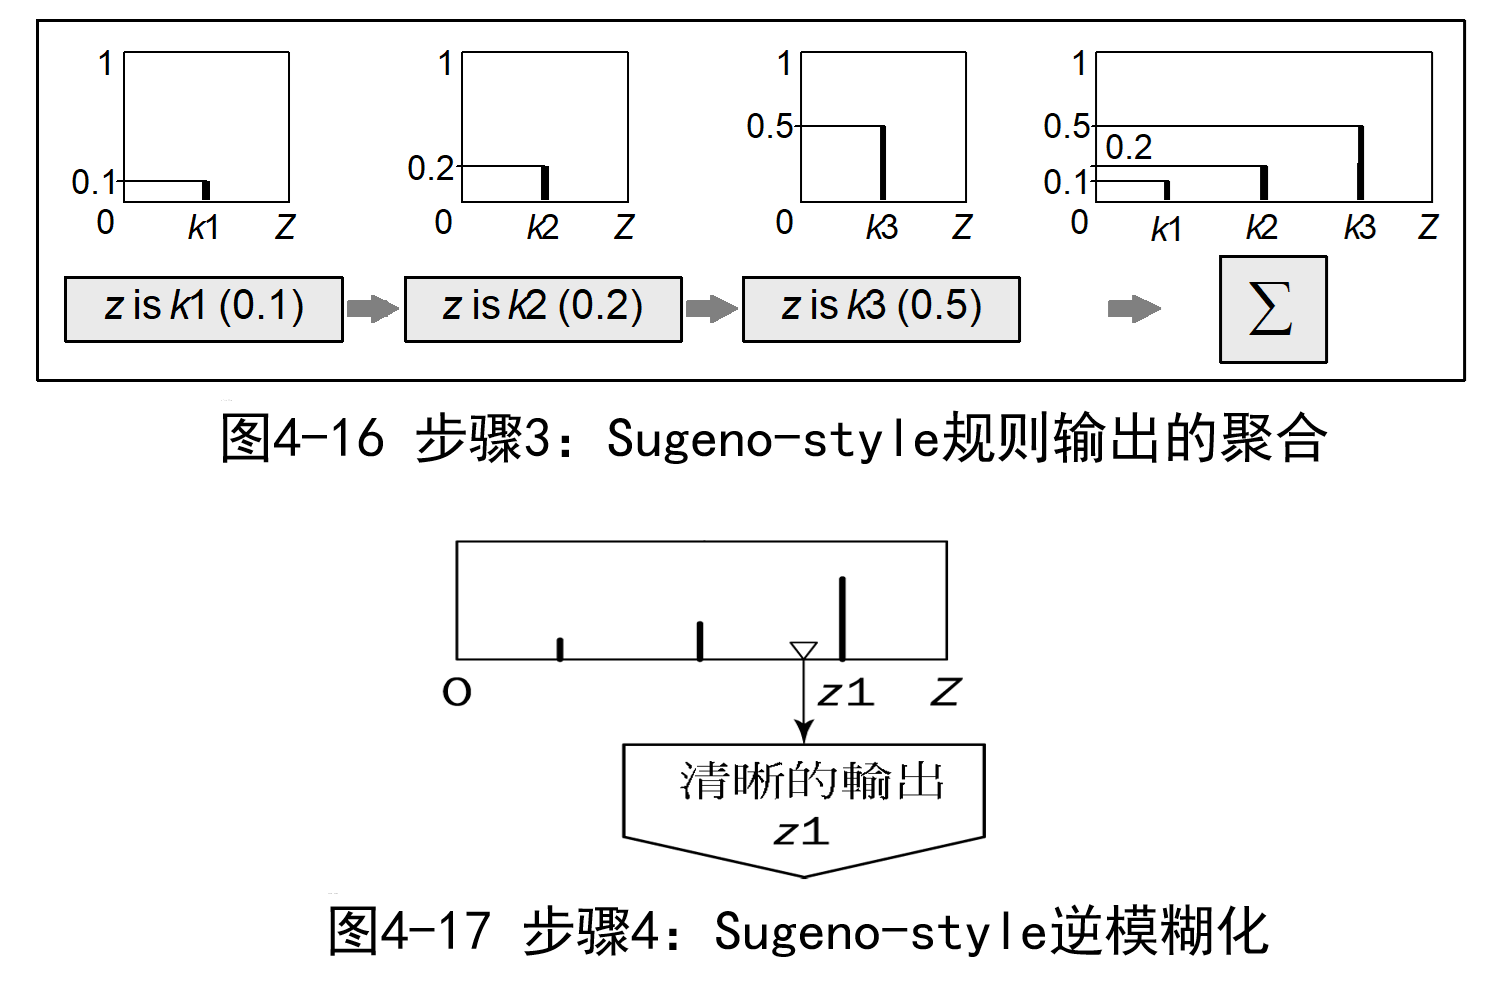 1 1 1 1
0.5 0.5
0.2 0.2
0.1 0.1
0 k1 Z 0 k2 Z 0 k3 Z 0 k1 k2 k3 Z
z is k1 (0.1) z is k2 (0.2) z is k3 (0.5) ∑
图4-16 步骤3：Sugeno-style规则输出的聚合
O z1 Z
清晰的輸出
z1
图4-17 步骤4：Sugeno-style逆模糊化